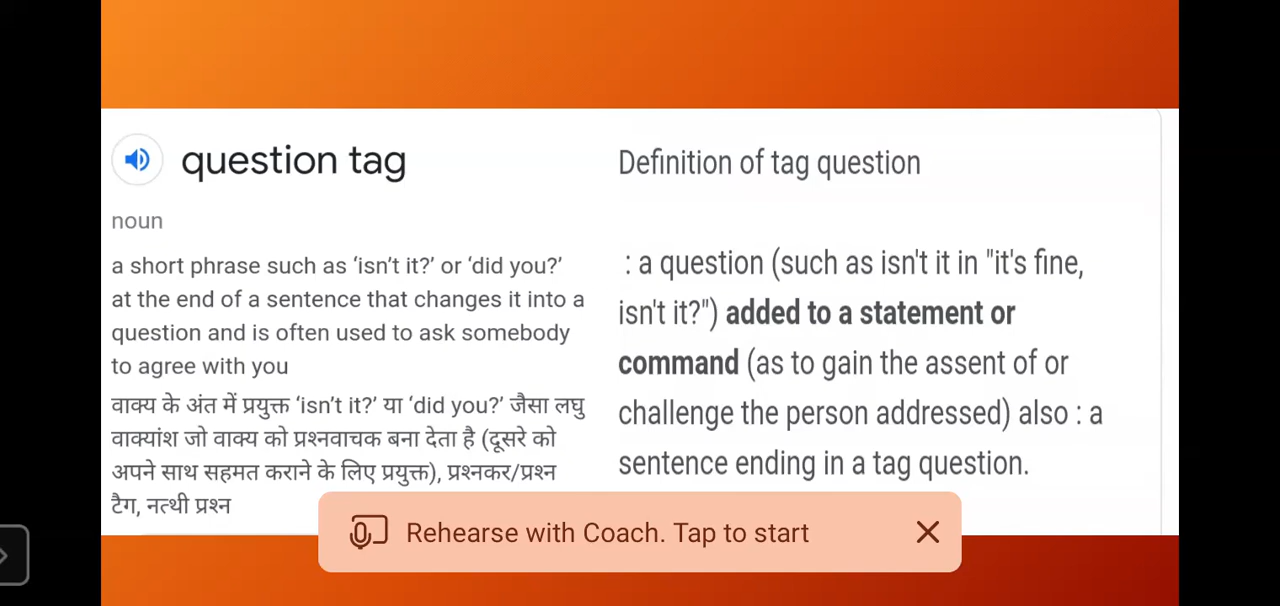 question tag
noun
a short phrase such as ‘isn’t it?’ or ‘did you?’
at the end of a sentence that changes it into a
question and is often used to ask somebody
to agree with you
वाक्य के अंत में प्रयुक्त ‘isn’t it?’ या ‘did you?’ जैसा लघु
वाक्यांश जो वाक्य को प्रश्नवाचक बना देता है (दूसरे को
अपने साथ सहमत कराने के लिए प्रयुक्त), प्रश्नकर/प्रश्न
टैग, नत्थी प्रश्न
Definition of tag question
: a question (such as isn't it in "it's fine,
isn't it?") added to a statement or
command (as to gain the assent of or
challenge the person addressed) also : a
sentence ending in a tag question.
Rehearse with Coach. Tap to start